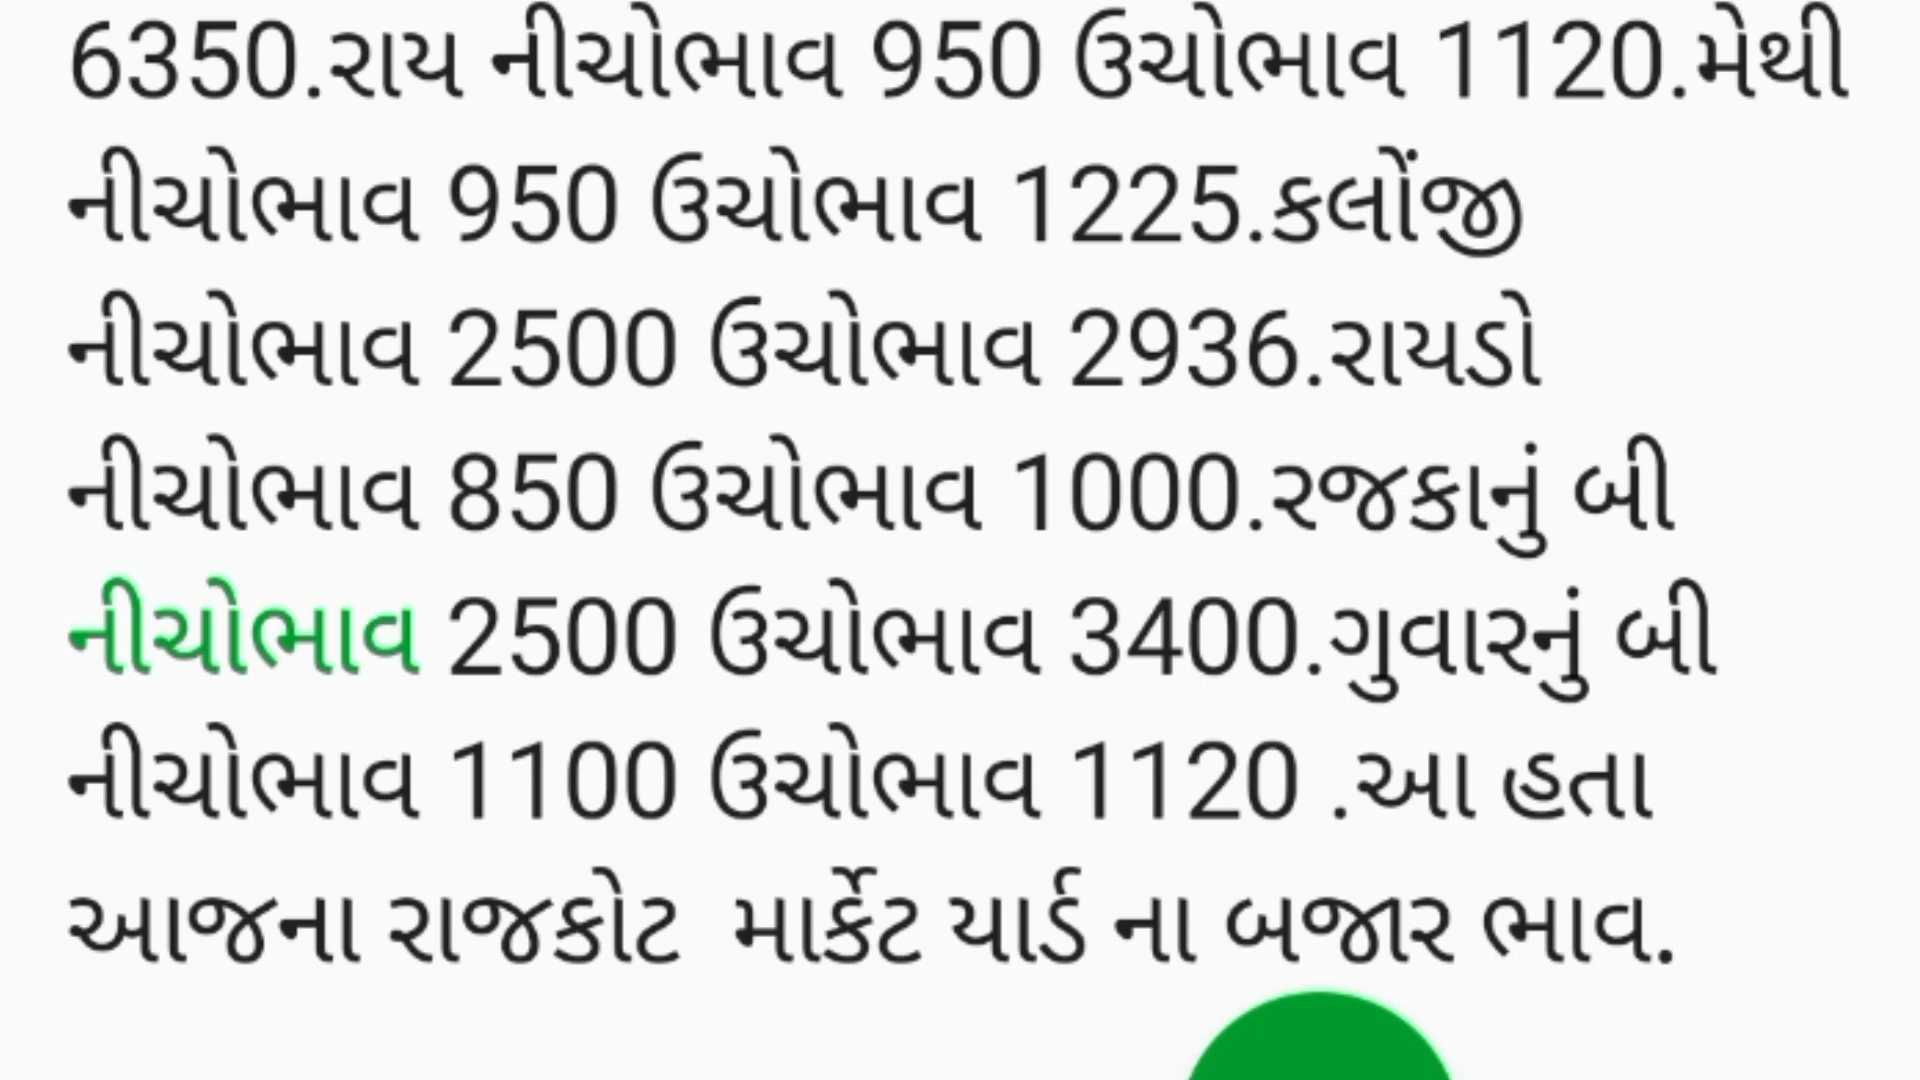 6350.રાય નીચોભાવ 950 ઉચોભાવ 1120.મેથી
નીચોભાવ 950 ઉચોભાવ 1225.કલોંજી
નીચોભાવ 2500 ઉચોભાવ 2936.રાયડો
નીચોભાવ 850 ઉચોભાવ 1000.રજકાનું બી
નીચોભાવ 2500 ઉચોભાવ 3400.ગુવારનું બી
નીચોભાવ 1100 ઉચોભાવ 1120 .આ હતા
આજના રાજકોટ  માર્કેટ યાર્ડ ના બજાર ભાવ.